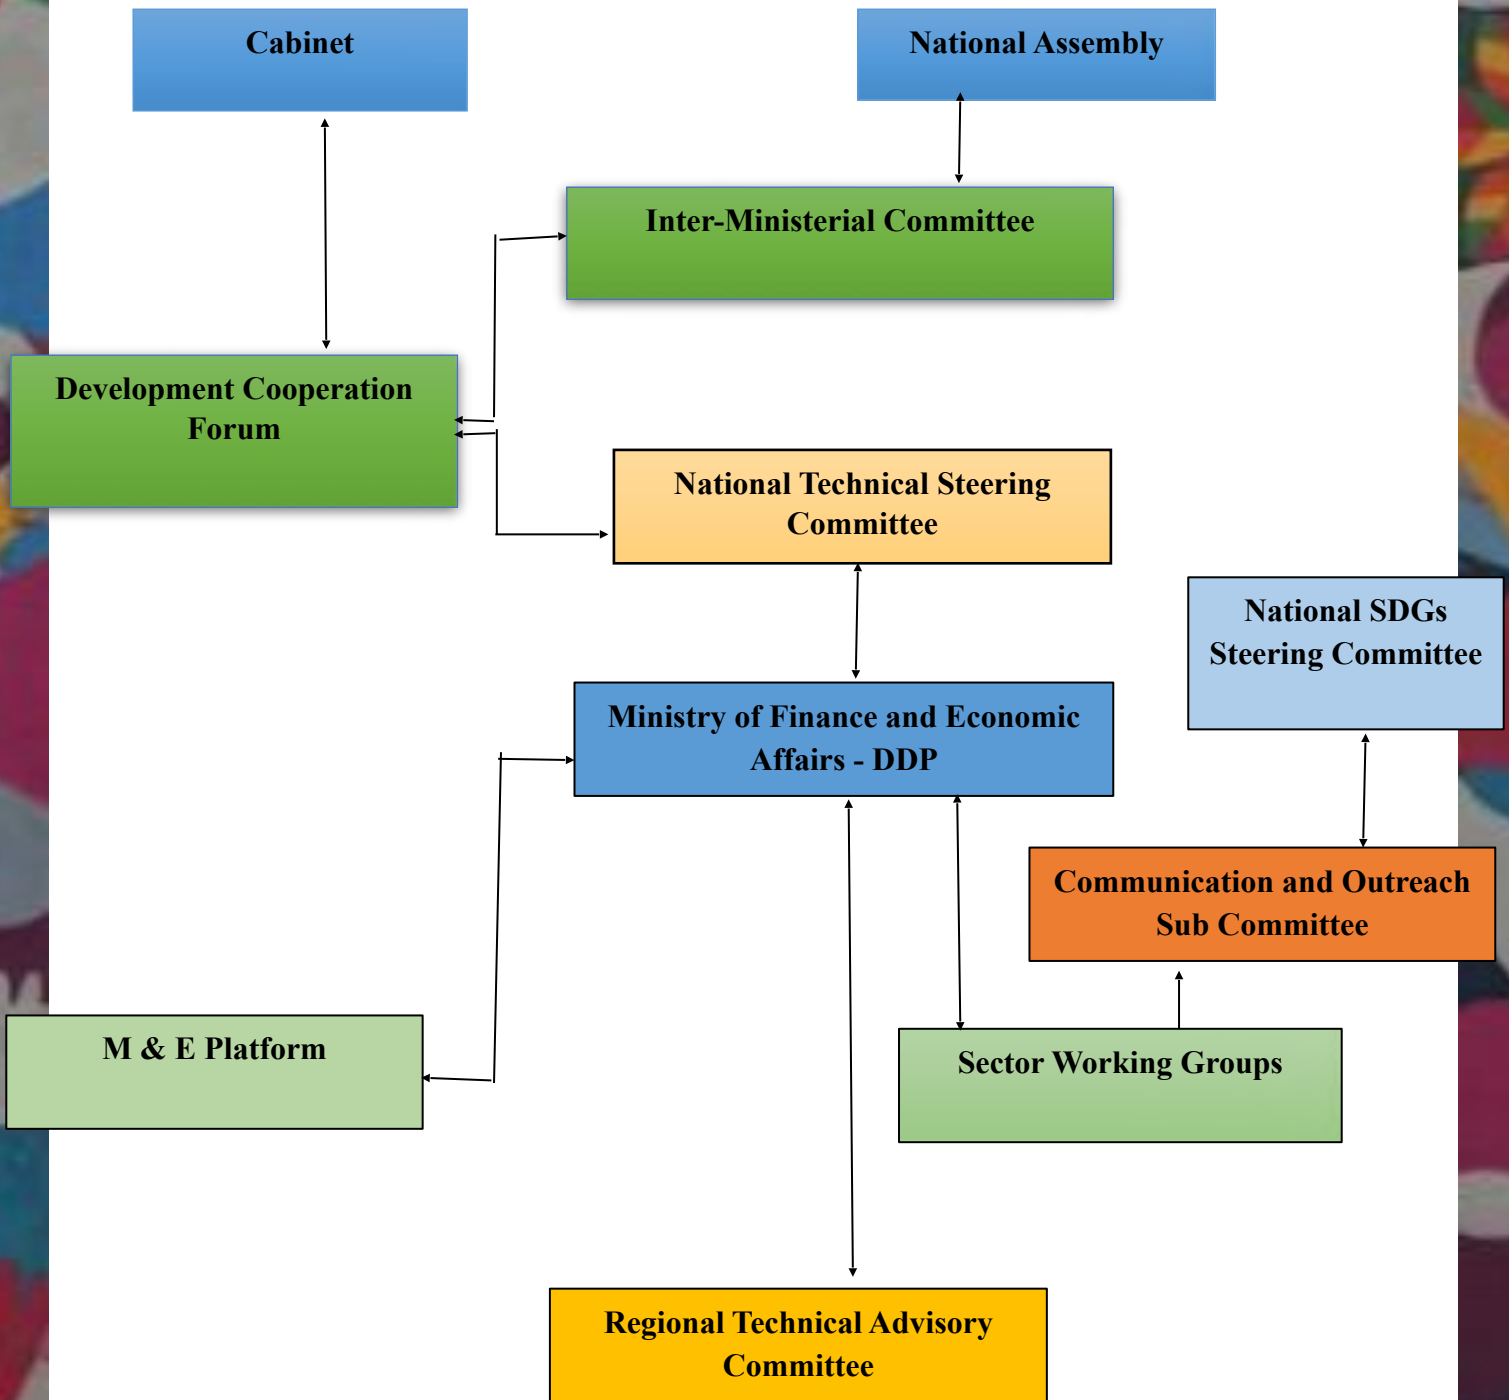 Cabinet
National Assembly
Inter-Ministerial Committee
Development Cooperation
Forum
National Technical Steering
Committee
National SDGs
Steering Committee
Ministry of Finance and Economic
Affairs - DDP
Communication and Outreach
Sub Committee
M & E Platform
Sector Working Groups
Regional Technical Advisory
Committee